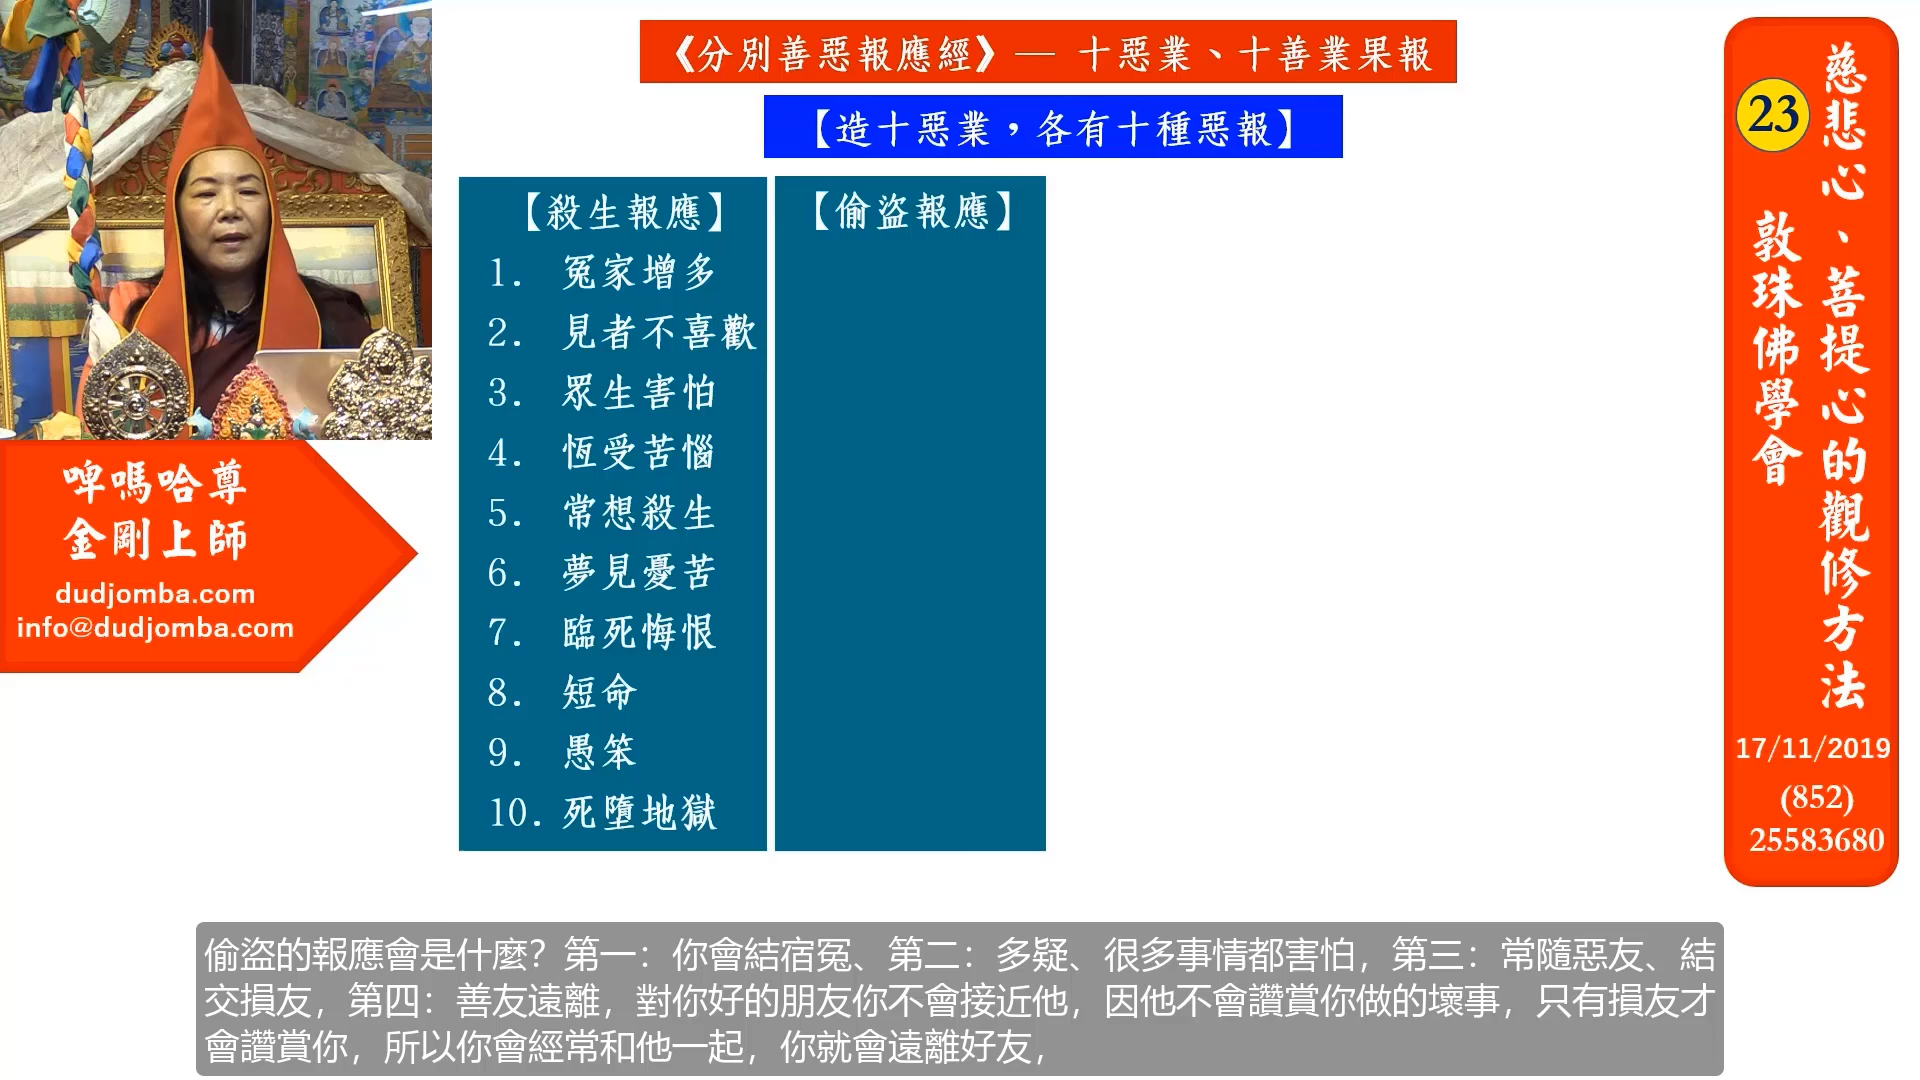 《分別善惡報應經》— 十惡業、十善業果報
【造十惡業，各有十種惡報】
【殺生報應】
1. 冤家增多
2. 見者不喜歡
3. 眾生害怕
4. 恆受苦惱
5. 常想殺生
6. 夢見憂苦
7. 臨死悔恨
8. 短命
9. 愚笨
10. 死墮地獄
【偷盜報應】
啤嗎哈尊
金剛上師
dudjomba.com
info@dudjomba.com
慈悲心、菩提心的觀修方法
23
敦珠佛學會
17/11/2019
(852)
25583680
偷盜的報應會是什麼？第一：你會結宿冤、第二：多疑、很多事情都害怕，第三：常隨惡友、結
交損友，第四：善友遠離，對你好的朋友你不會接近他，因他不會讚賞你做的壞事，只有損友才
會讚賞你，所以你會經常和他一起，你就會遠離好友，